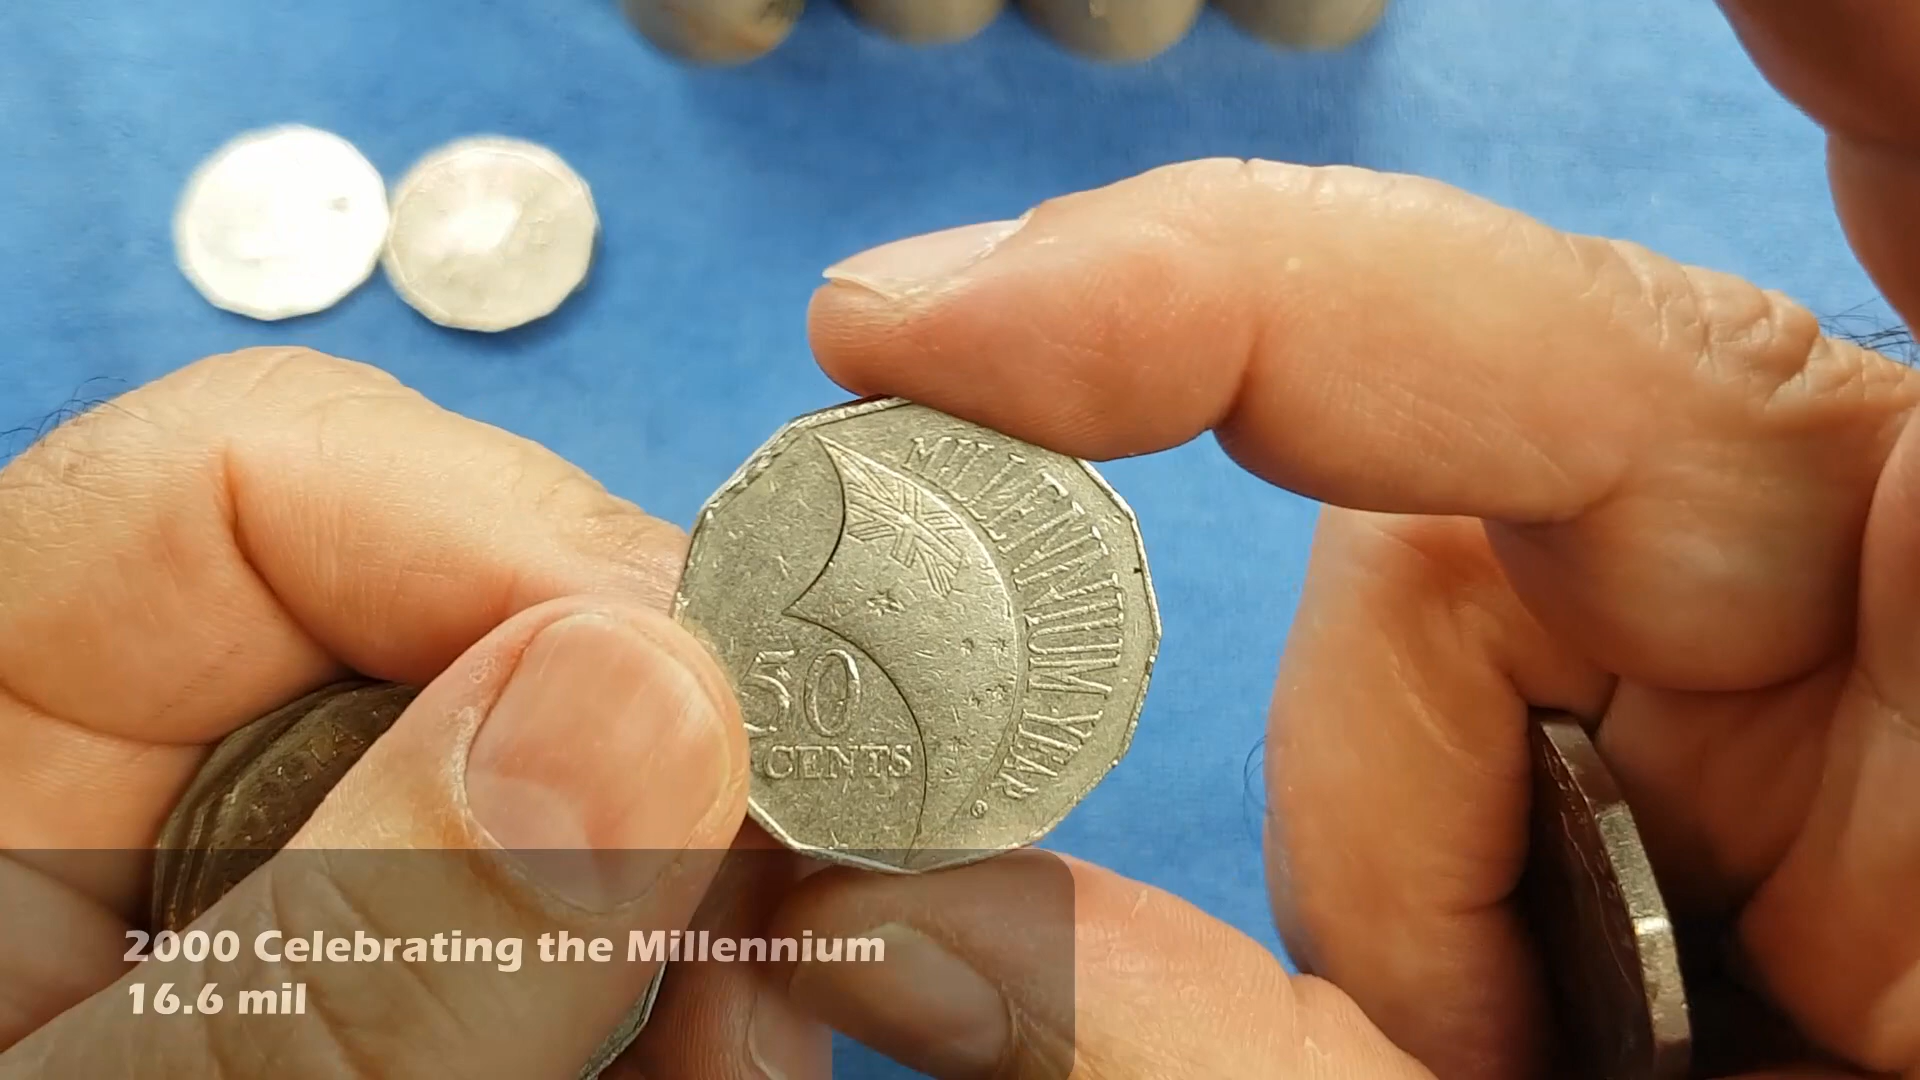 MILLENNIUM·YEAR
50
CENTS
2000 Celebrating the Millennium
16.6 mil